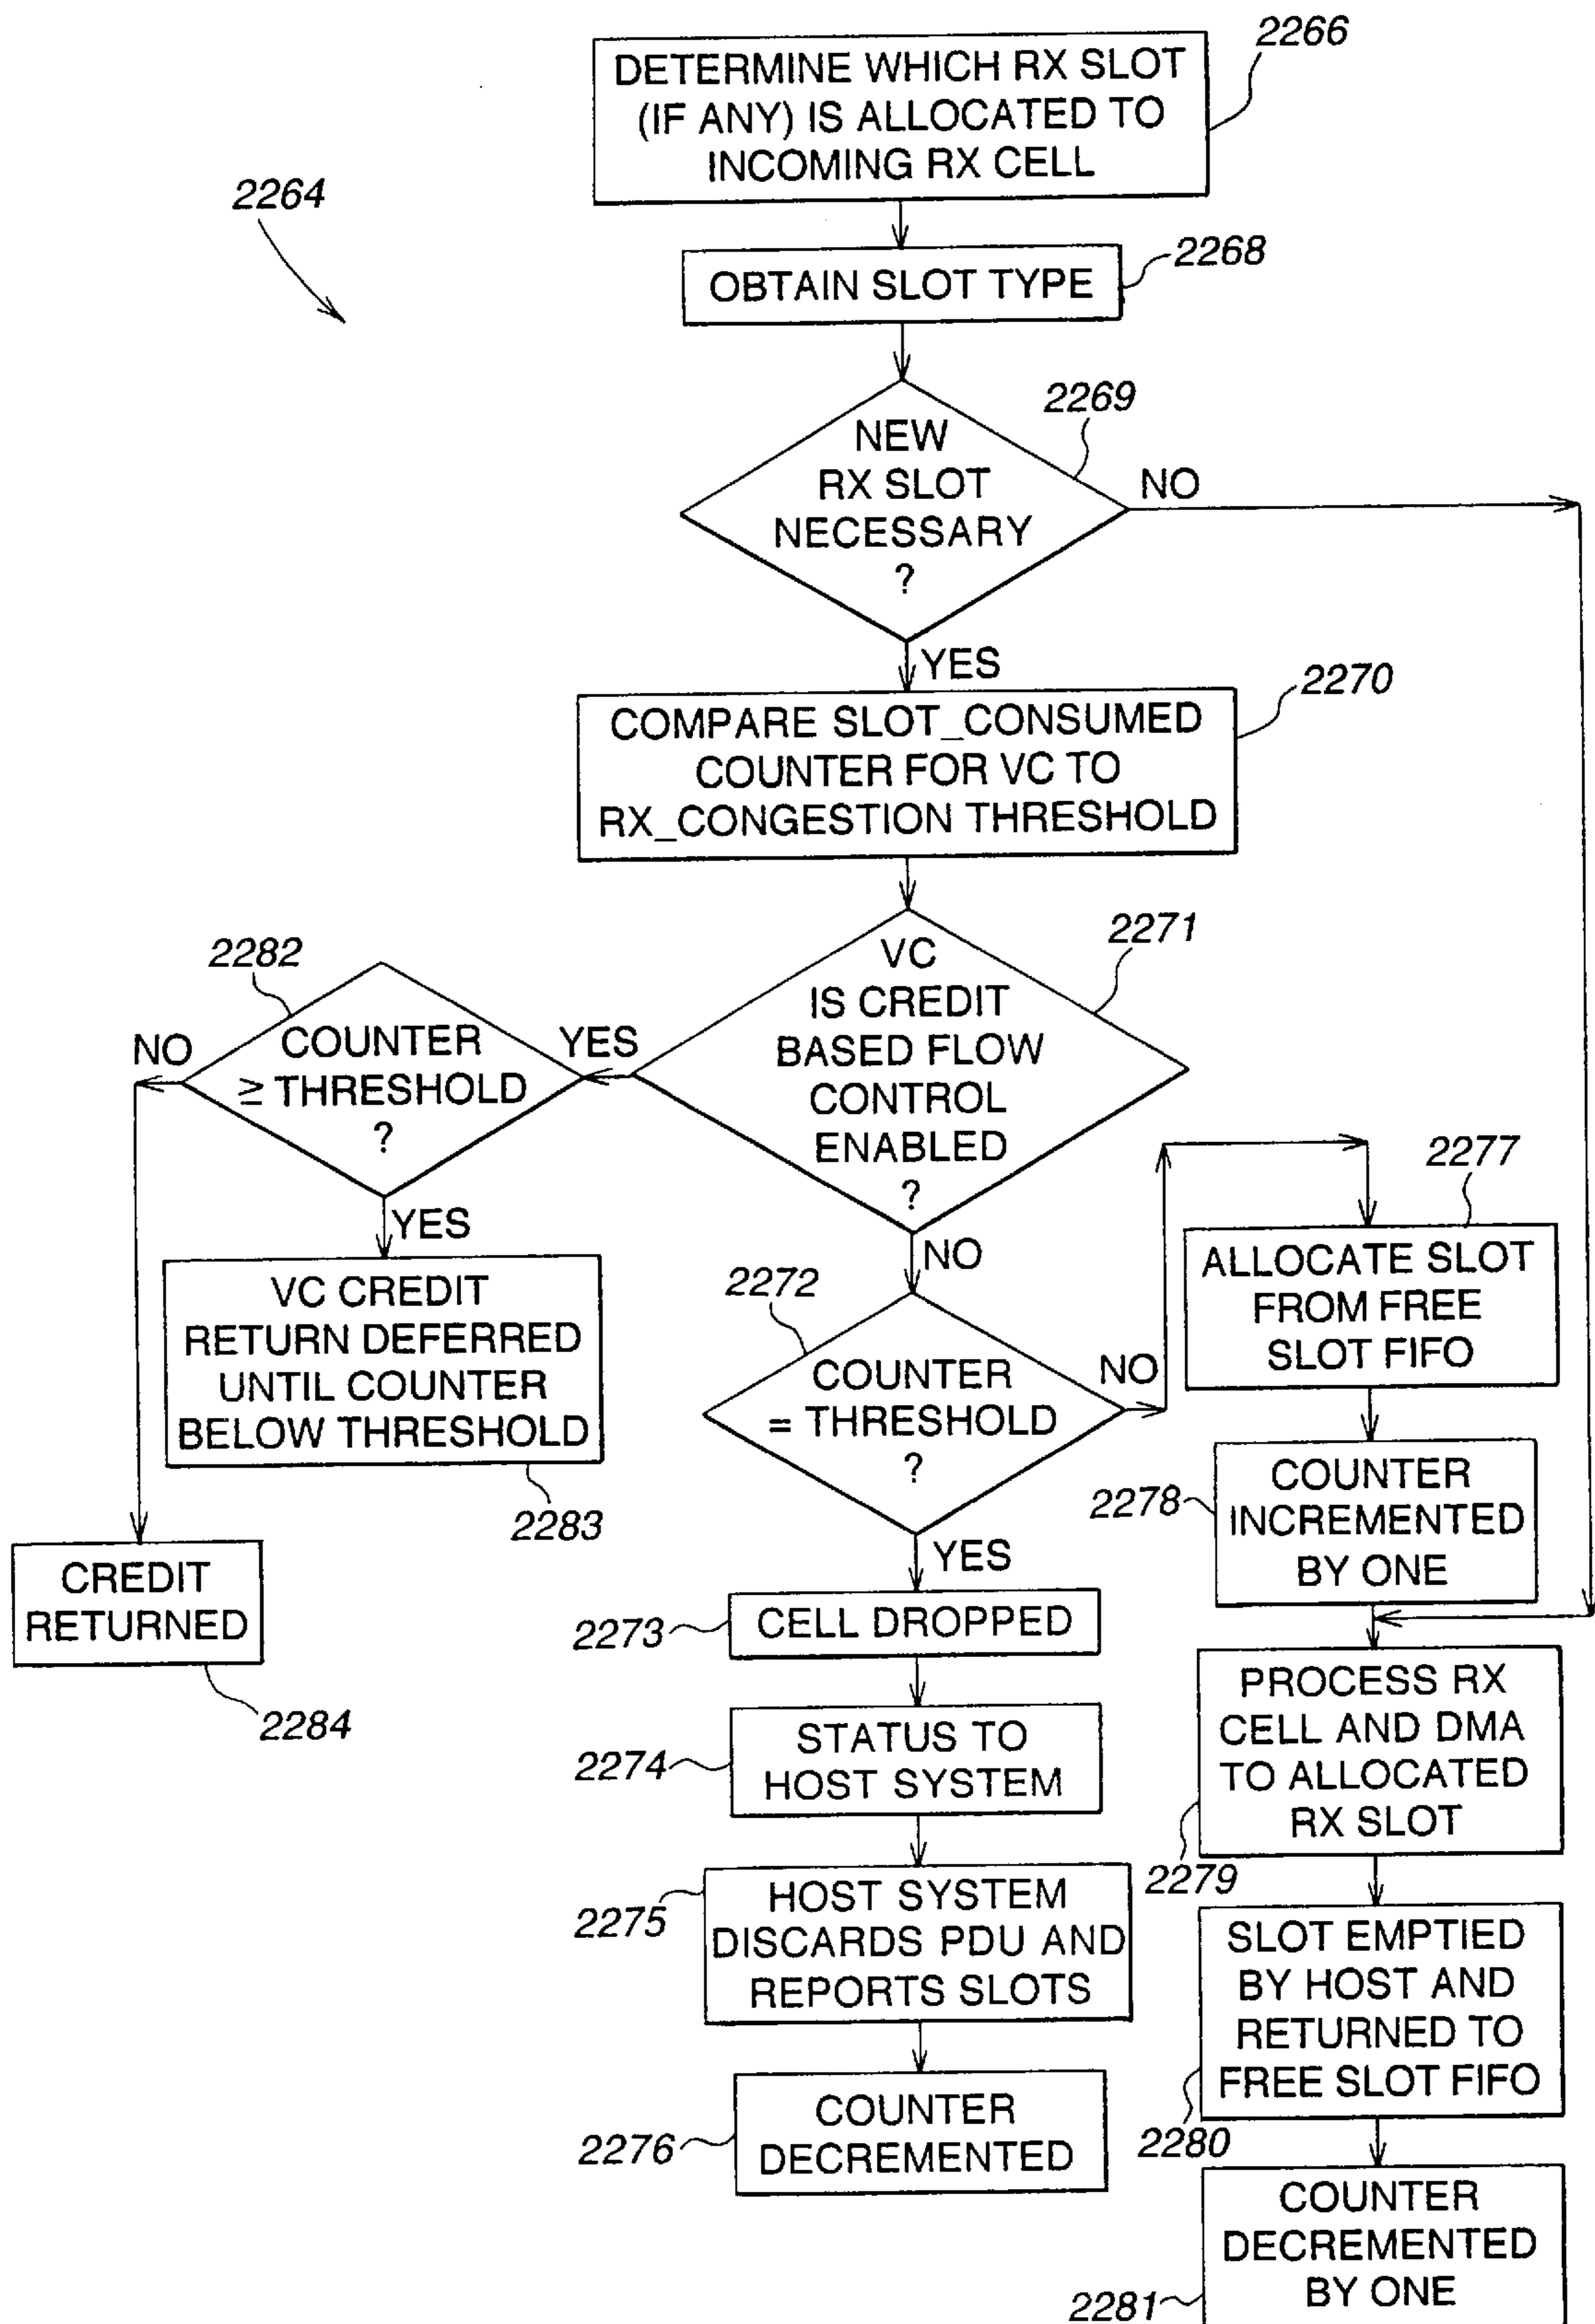 2266
DETERMINE WHICH RX SLOT
(IF ANY) IS ALLOCATED TO
INCOMING RX CELL
2264
2268
OBTAIN SLOT TYPE
2269
NEW
RX SLOT
NECESSARY
?
NO
YES
2270
COMPARE SLOT_CONSUMED
COUNTER FOR VC TO
RX_CONGESTION THRESHOLD
2271
VC
IS CREDIT
BASED FLOW
CONTROL
ENABLED
?
YES
NO
2282
COUNTER
≥ THRESHOLD
?
NO
YES
VC CREDIT
RETURN DEFERRED
UNTIL COUNTER
BELOW THRESHOLD
2283
CREDIT
RETURNED
2284
2272
COUNTER
= THRESHOLD
?
NO
YES
2273
CELL DROPPED
2274
STATUS TO
HOST SYSTEM
2275
HOST SYSTEM
DISCARDS PDU AND
REPORTS SLOTS
2276
COUNTER
DECREMENTED
2277
ALLOCATE SLOT
FROM FREE
SLOT FIFO
2278
COUNTER
INCREMENTED
BY ONE
PROCESS RX
CELL AND DMA
TO ALLOCATED
RX SLOT
2279
SLOT EMPTIED
BY HOST AND
RETURNED TO
FREE SLOT FIFO
2280
COUNTER
DECREMENTED
BY ONE
2281